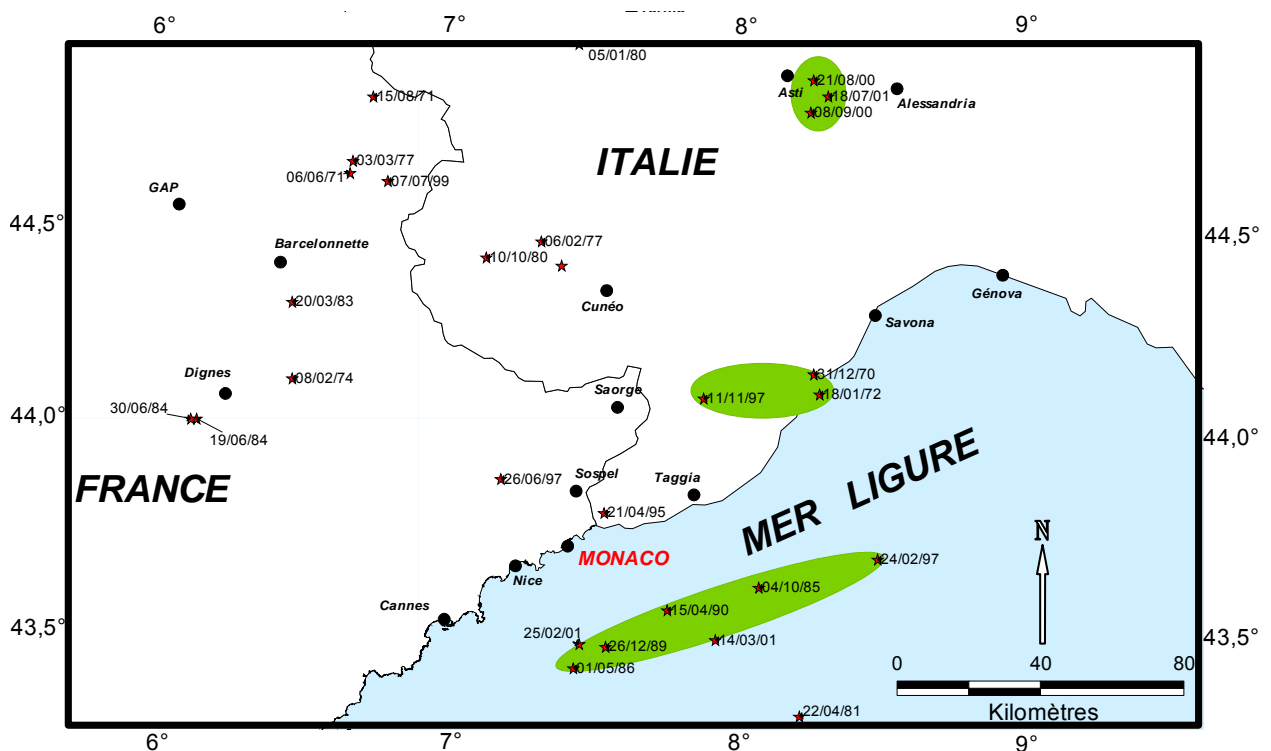 6°
7°
8°
9°
05/01/80
21/08/00
Asti
18/07/01
Alessandria
08/09/00
15/08/71
03/03/77
06/06/71
07/07/99
ITALIE
GAP
44,5°
44,5°
Barcelonnette
06/02/77
10/10/80
Cunéo
Génova
20/03/83
Savona
Dignes
08/02/74
31/12/70
18/01/72
11/11/97
Saorge
30/06/84
19/06/84
44,0°
44,0°
FRANCE
26/06/97
Sospel
Taggia
21/04/95
MER LIGURE
N
MONACO
Nice
24/02/97
04/10/85
Cannes
15/04/90
43,5°
43,5°
25/02/01
26/12/89
14/03/01
01/05/86
0 40 80
Kilomètres
22/04/81
6°
7°
8°
9°